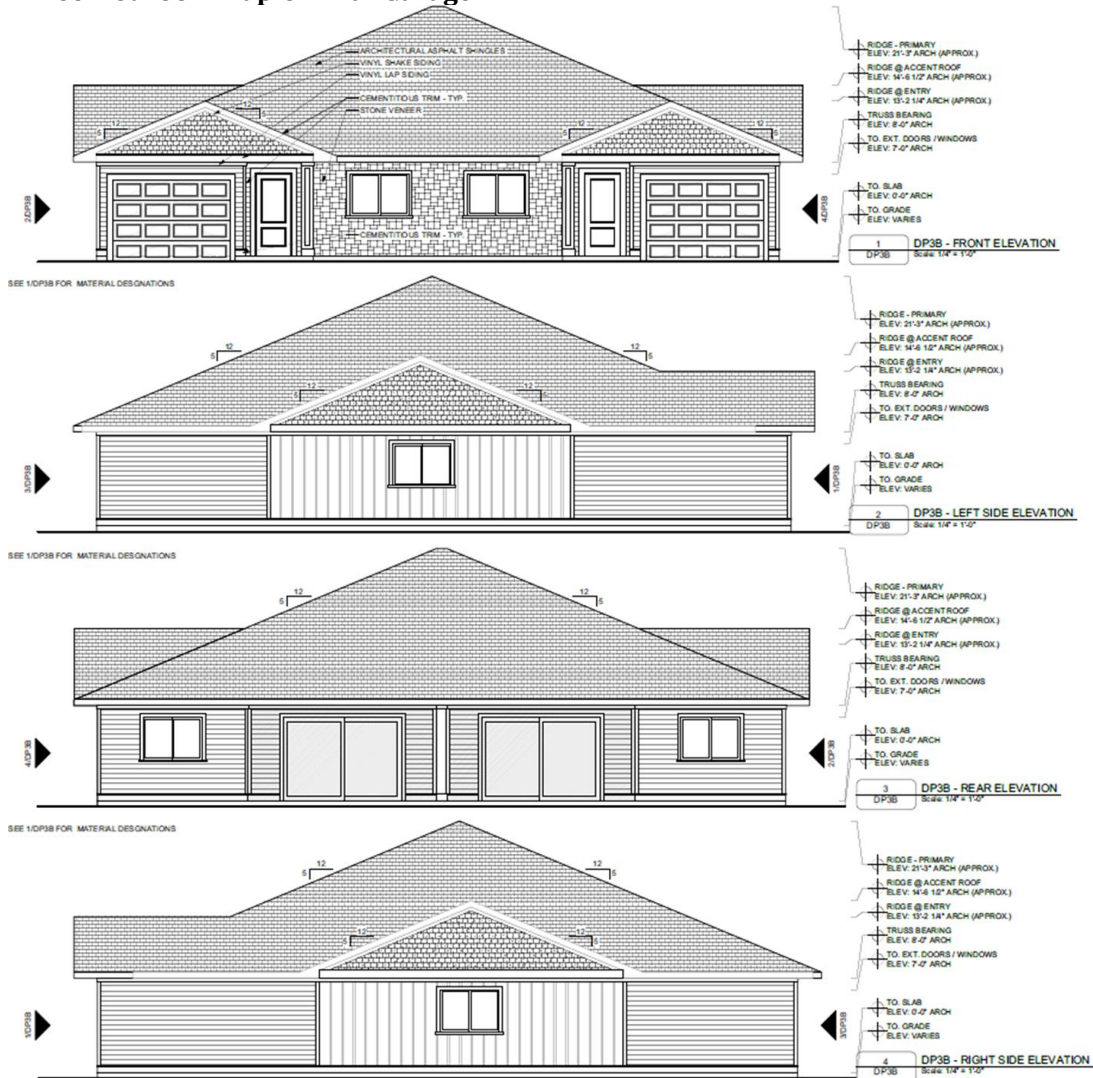 ARCHITECTURAL ASPHALT SHINGLES
VINYL SHAKE SIDING
VINYL LAP SIDING
CEMENTITIOUS TRIM - TYP.
STONE VENEER
12
5
12
5
12
5
12
5
CEMENTITIOUS TRIM - TYP.
2/DP3B
4/DP3B
RIDGE - PRIMARY
ELEV: 21'-3" ARCH (APPROX.)
RIDGE @ ACCENT ROOF
ELEV: 14'-6 1/2" ARCH (APPROX.)
RIDGE @ ENTRY
ELEV: 13'-2 1/4" ARCH (APPROX.)
TRUSS BEARING
ELEV: 8'-0" ARCH
TO. EXT. DOORS / WINDOWS
ELEV: 7'-0" ARCH
TO. SLAB
ELEV: 0'-0" ARCH
TO. GRADE
ELEV: VARIES
1
DP3B
DP3B - FRONT ELEVATION
Scale: 1/4" = 1'-0"
SEE 1/DP3B FOR MATERIAL DESGNATIONS
12
5
12
5
12
5
12
5
3/DP3B
1/DP3B
RIDGE - PRIMARY
ELEV: 21'-3" ARCH (APPROX.)
RIDGE @ ACCENT ROOF
ELEV: 14'-6 1/2" ARCH (APPROX.)
RIDGE @ ENTRY
ELEV: 13'-2 1/4" ARCH (APPROX.)
TRUSS BEARING
ELEV: 8'-0" ARCH
TO. EXT. DOORS / WINDOWS
ELEV: 7'-0" ARCH
TO. SLAB
ELEV: 0'-0" ARCH
TO. GRADE
ELEV: VARIES
2
DP3B
DP3B - LEFT SIDE ELEVATION
Scale: 1/4" = 1'-0"
SEE 1/DP3B FOR MATERIAL DESGNATIONS
12
5
12
5
4/DP3B
2/DP3B
RIDGE - PRIMARY
ELEV: 21'-3" ARCH (APPROX.)
RIDGE @ ACCENT ROOF
ELEV: 14'-6 1/2" ARCH (APPROX.)
RIDGE @ ENTRY
ELEV: 13'-2 1/4" ARCH (APPROX.)
TRUSS BEARING
ELEV: 8'-0" ARCH
TO. EXT. DOORS / WINDOWS
ELEV: 7'-0" ARCH
TO. SLAB
ELEV: 0'-0" ARCH
TO. GRADE
ELEV: VARIES
3
DP3B
DP3B - REAR ELEVATION
Scale: 1/4" = 1'-0"
SEE 1/DP3B FOR MATERIAL DESGNATIONS
12
5
12
5
12
5
12
5
1/DP3B
3/DP3B
RIDGE - PRIMARY
ELEV: 21'-3" ARCH (APPROX.)
RIDGE @ ACCENT ROOF
ELEV: 14'-6 1/2" ARCH (APPROX.)
RIDGE @ ENTRY
ELEV: 13'-2 1/4" ARCH (APPROX.)
TRUSS BEARING
ELEV: 8'-0" ARCH
TO. EXT. DOORS / WINDOWS
ELEV: 7'-0" ARCH
TO. SLAB
ELEV: 0'-0" ARCH
TO. GRADE
ELEV: VARIES
4
DP3B
DP3B - RIGHT SIDE ELEVATION
Scale: 1/4" = 1'-0"